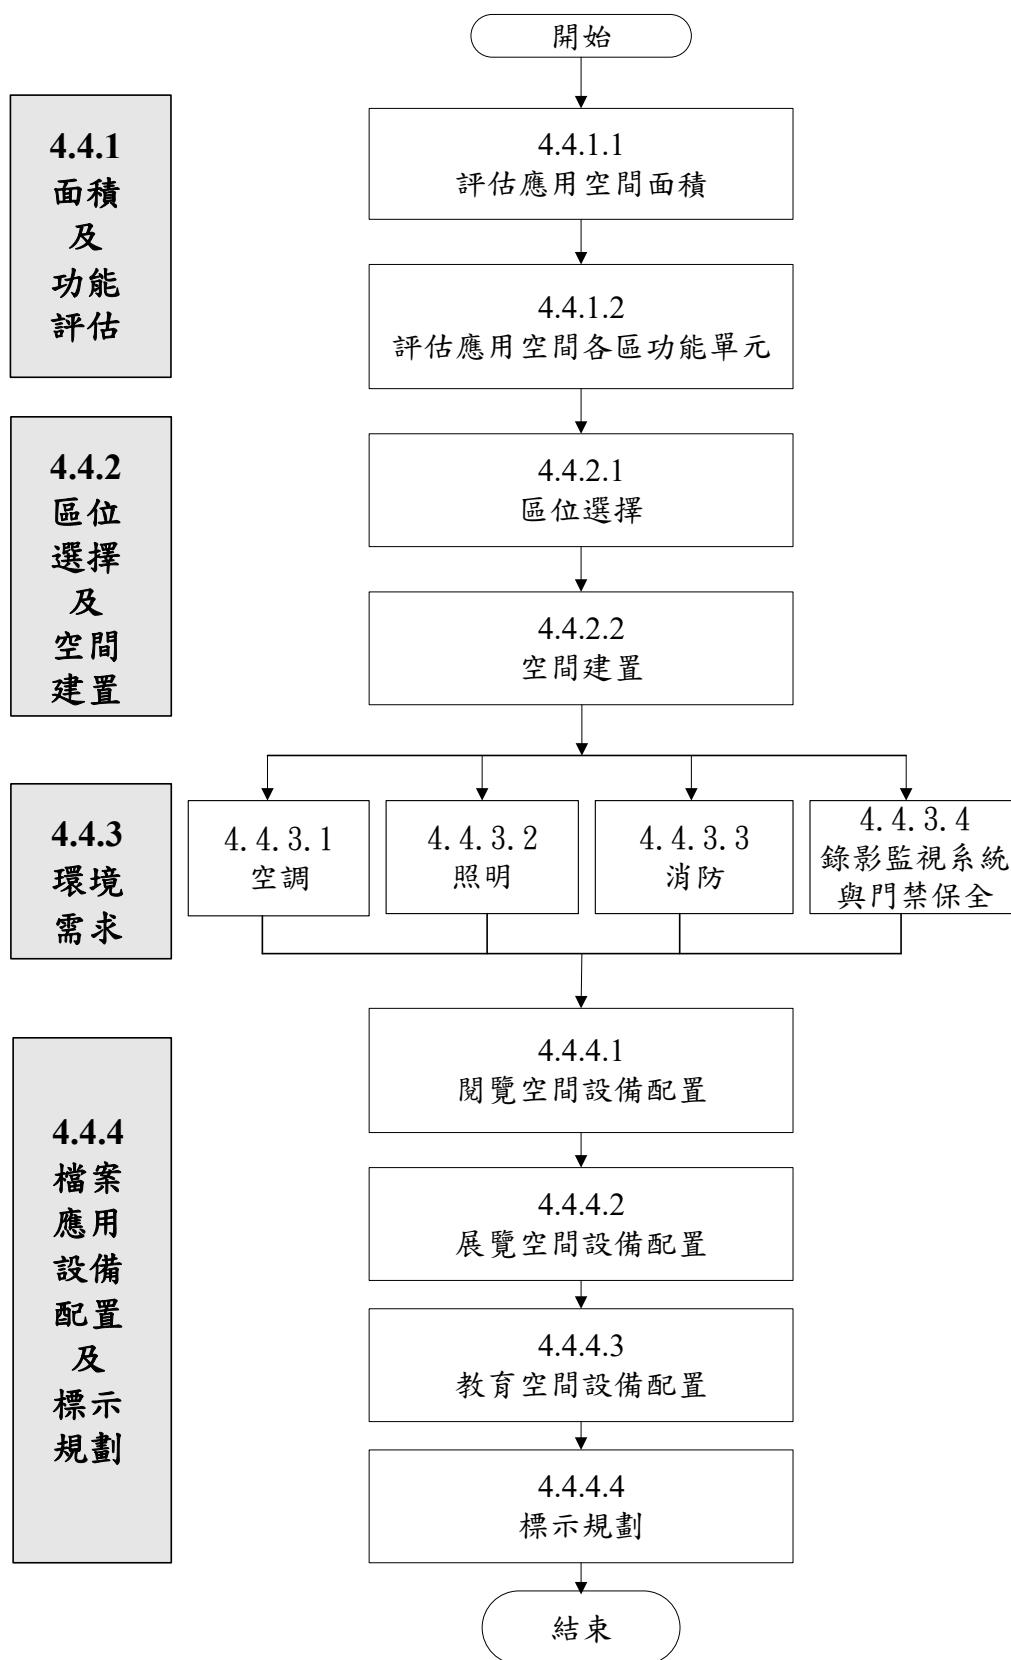 開始
4.4.1
面積
及
功能
評估
4.4.1.1
評估應用空間面積
4.4.1.2
評估應用空間各區功能單元
4.4.2
區位
選擇
及
空間
建置
4.4.2.1
區位選擇
4.4.2.2
空間建置
4.4.3
環境
需求
4.4.3.1
空調
4.4.3.2
照明
4.4.3.3
消防
4.4.3.4
錄影監視系統
與門禁保全
4.4.4
檔案
應用
設備
配置
及
標示
規劃
4.4.4.1
閱覽空間設備配置
4.4.4.2
展覽空間設備配置
4.4.4.3
教育空間設備配置
4.4.4.4
標示規劃
結束